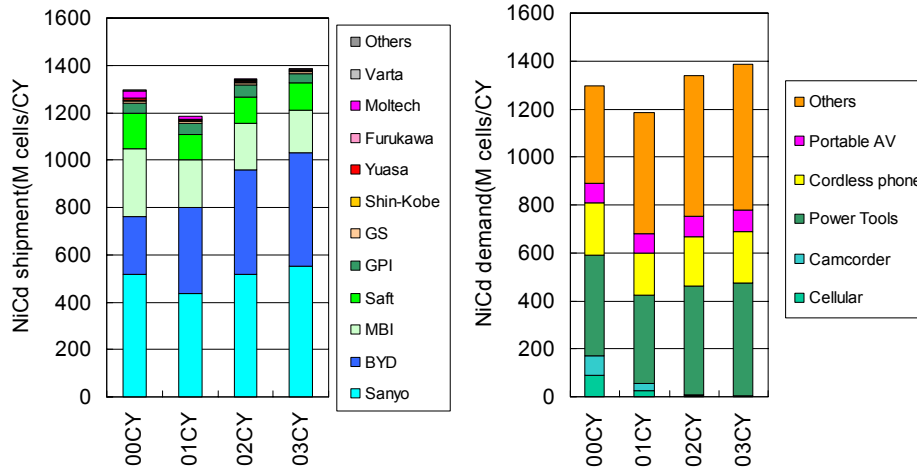 NiCd shipment(M cells/CY)
1600
1400
1200
1000
800
600
400
200
0
00CY
01CY
02CY
03CY
Others
Varta
Moltech
Furukawa
Yuasa
Shin-Kobe
GS
GPI
Saft
MBI
BYD
Sanyo
NiCd demand(M cells/CY
1600
1400
1200
1000
800
600
400
200
0
00CY
01CY
02CY
03CY
Others
Portable AV
Cordless phone
Power Tools
Camcorder
Cellular